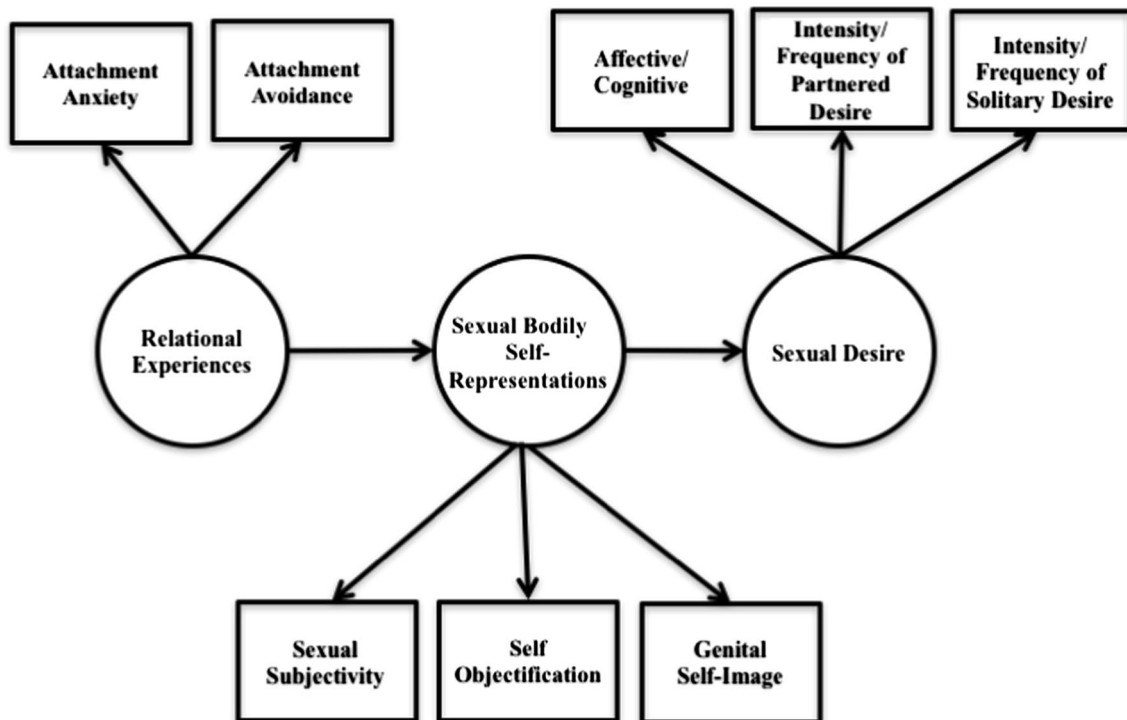 Attachment
Anxiety
Attachment
Avoidance
Affective/
Cognitive
Intensity/
Frequency of
Partnered
Desire
Intensity/
Frequency of
Solitary Desire
Relational
Experiences
Sexual Bodily
Self-
Representations
Sexual Desire
Sexual
Subjectivity
Self
Objectification
Genital
Self-Image